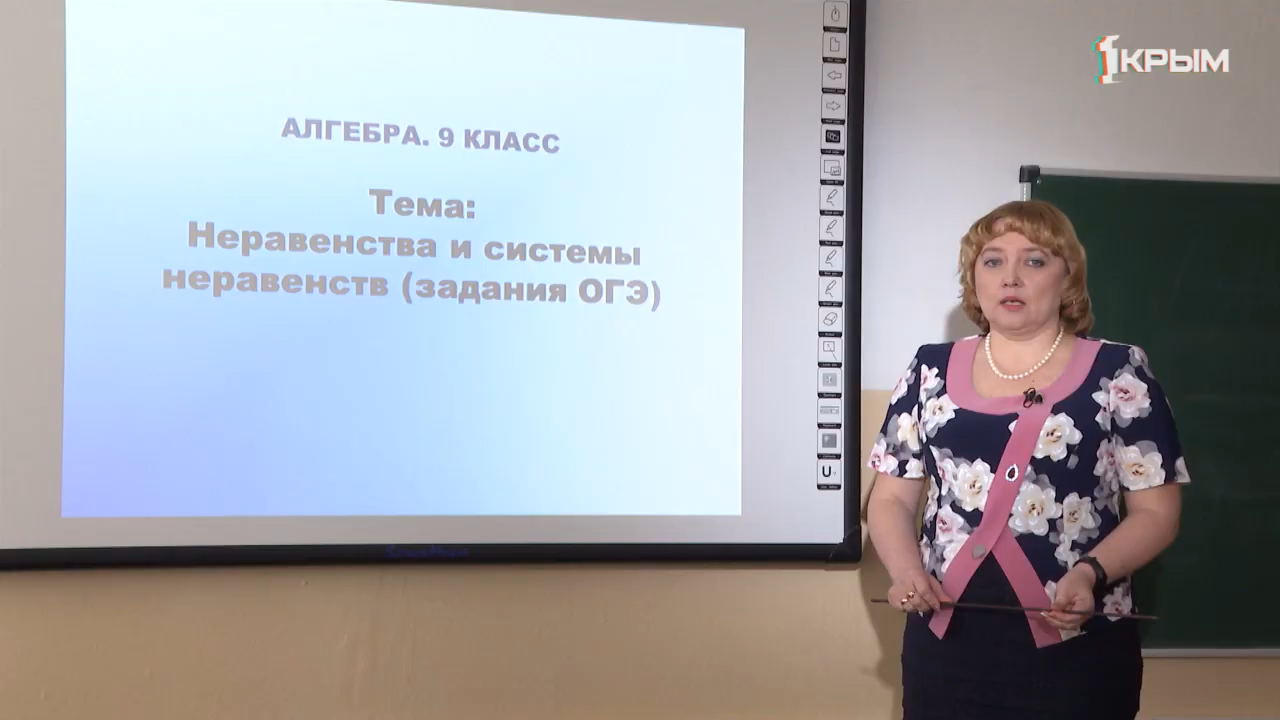 АЛГЕБРА. 9 КЛАСС
Тема:
Неравенства и системы
неравенств (задания ОГЭ)
1КРЫМ